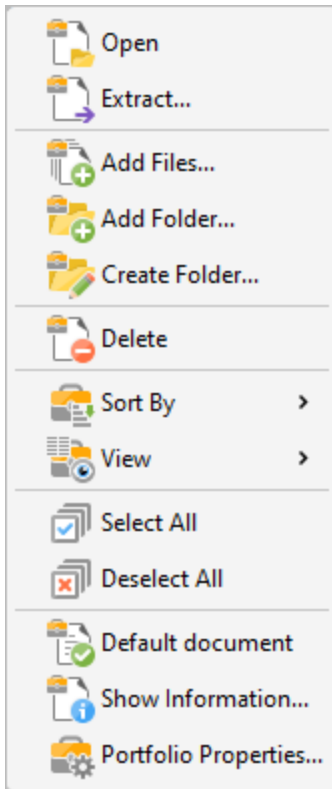 Open
Extract...
Add Files...
Add Folder...
Create Folder...
Delete
Sort By
View
Select All
Deselect All
Default document
Show Information...
Portfolio Properties...